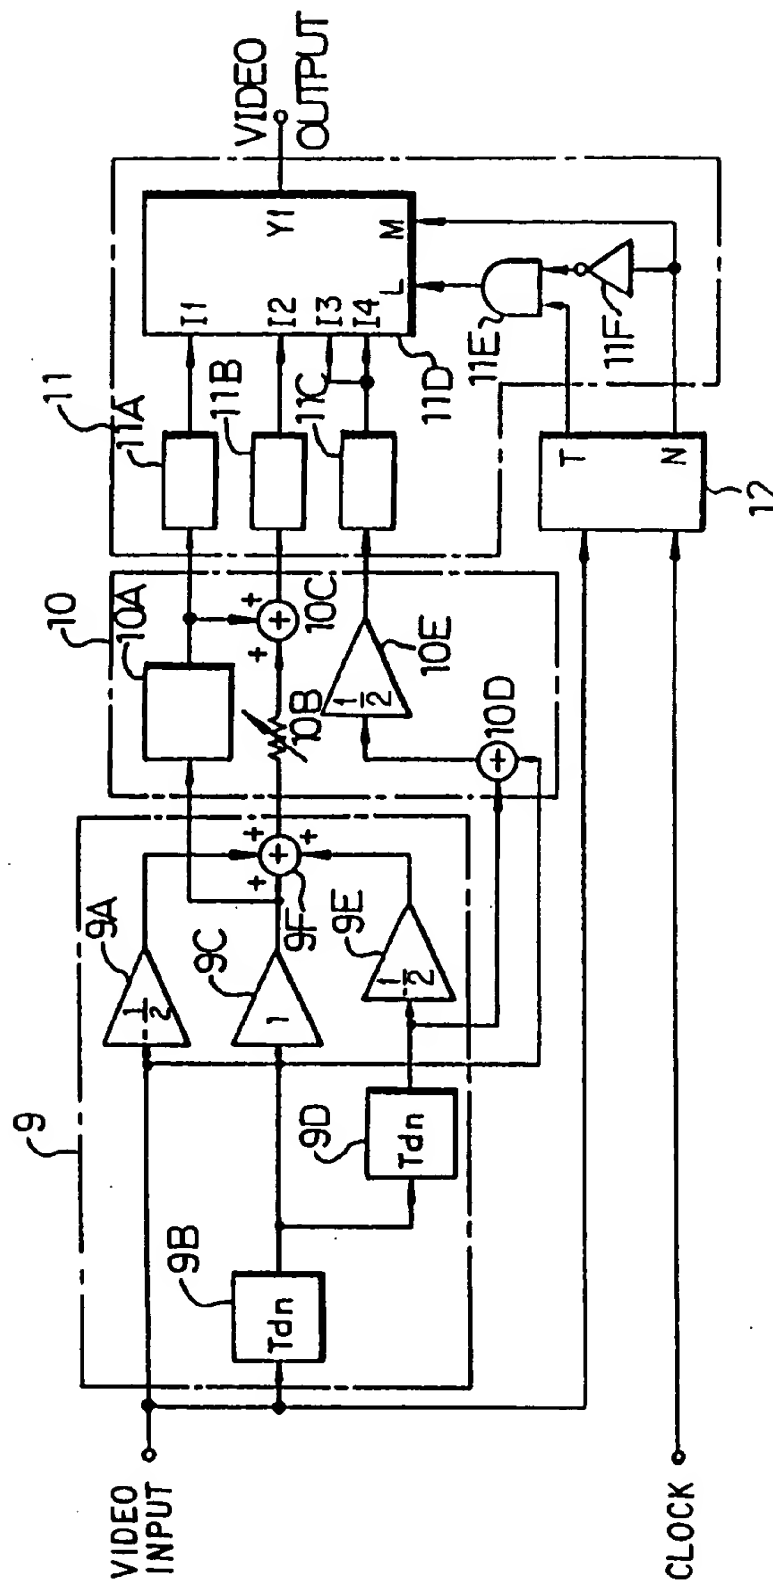 VIDEO
INPUT
CLOCK
9
9B
Tdn
9D
Tdn
9A
-1/2
9C
1
9E
-1/2
9F
+
+
+
+
10
10A
10B
10C
+
+
+
10D
+
10E
1/2
11
11A
11B
11C
I1
I2
I3
I4
Y1
L
M
11D
11E
11F
T
N
12
VIDEO
OUTPUT